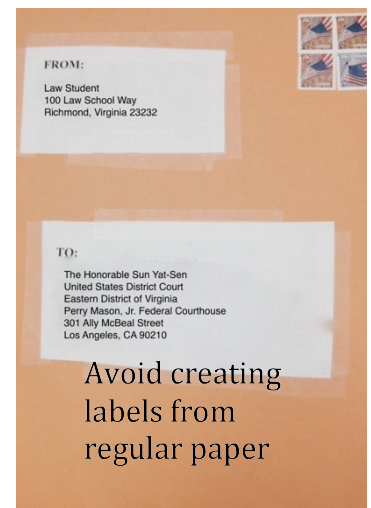 FROM:
Law Student
100 Law School Way
Richmond, Virginia 23232
TO:
The Honorable Sun Yat-Sen
United States District Court
Eastern District of Virginia
Perry Mason, Jr. Federal Courthouse
301 Ally McBeal Street
Los Angeles, CA 90210
Avoid creating
labels from
regular paper